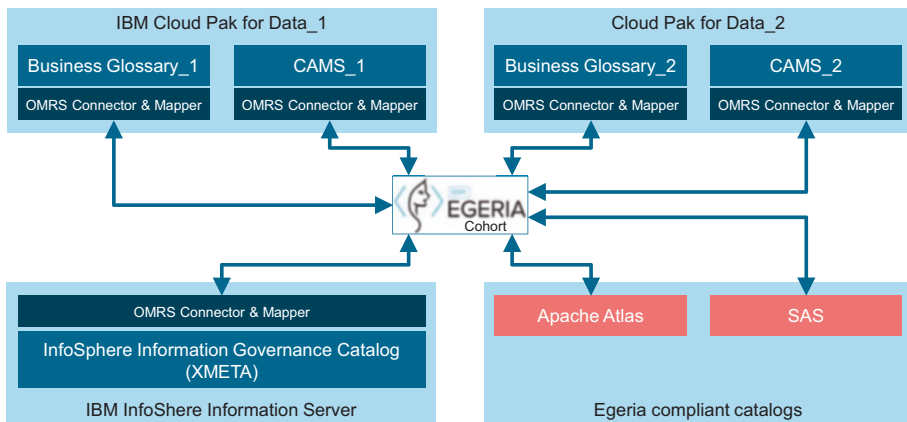 IBM Cloud Pak for Data_1
Business Glossary_1
OMRS Connector & Mapper
CAMS_1
OMRS Connector & Mapper
Cloud Pak for Data_2
Business Glossary_2
OMRS Connector & Mapper
CAMS_2
OMRS Connector & Mapper
EGERIA
Cohort
OMRS Connector & Mapper
InfoSphere Information Governance Catalog
(XMETA)
IBM InfoShere Information Server
Apache Atlas
SAS
Egeria compliant catalogs